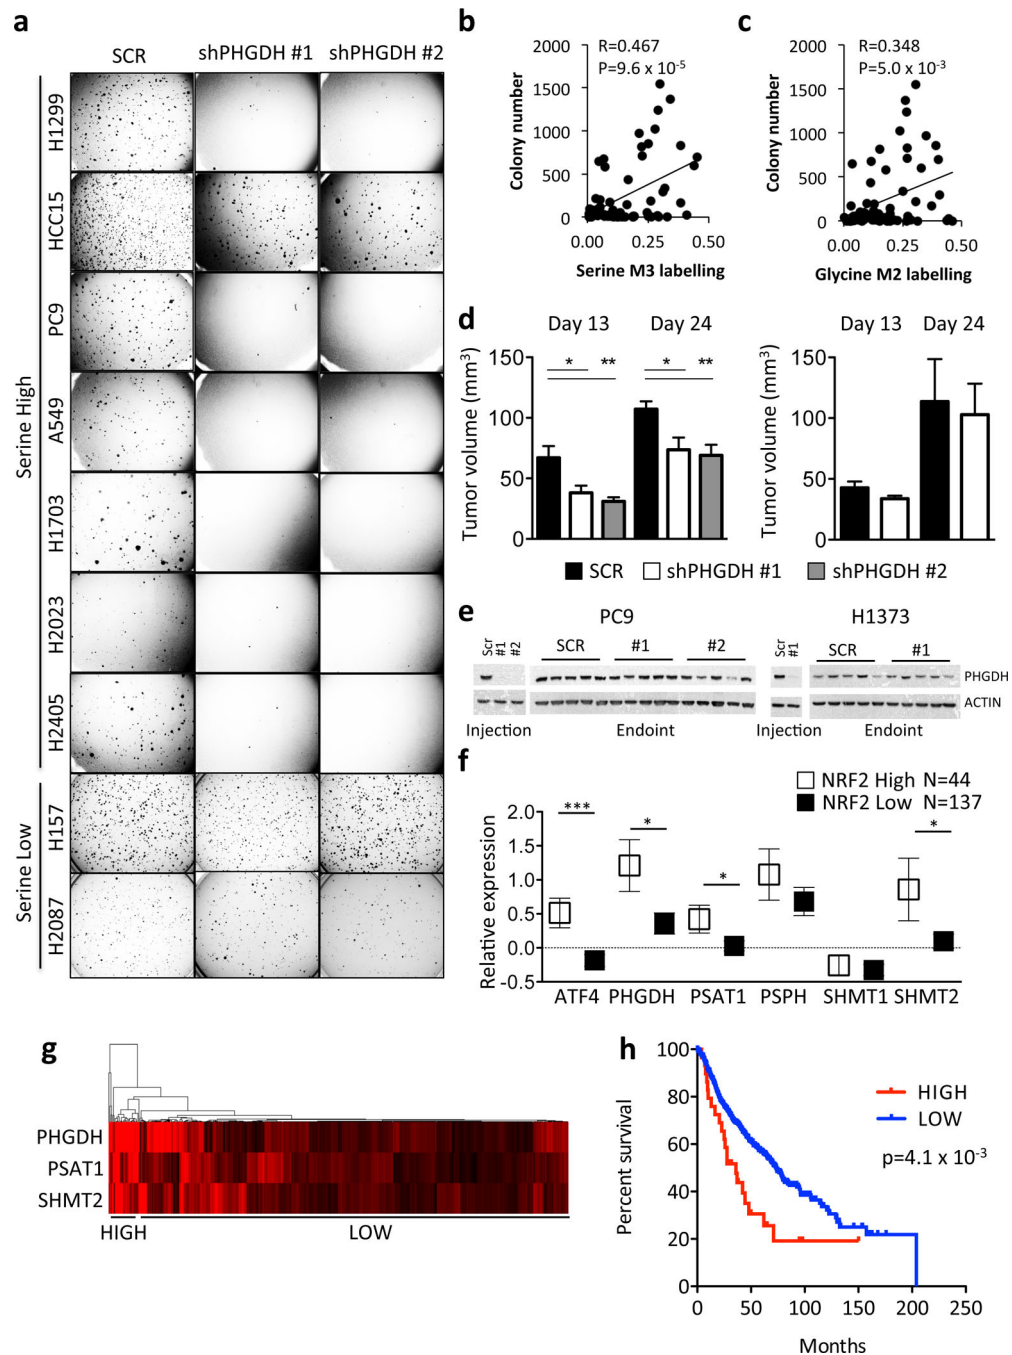 a
SCR shPHGDH #1 shPHGDH #2
Serine High
H1299
HCC15
PC9
A549
H1703
H2023
H2405
Serine Low
H157
H2087
b
R=0.467
P=9.6 x 10-5
Colony number
2000
1500
1000
500
0
0.00 0.25 0.50
Serine M3 labelling
c
R=0.348
P=5.0 x 10-3
Colony number
2000
1500
1000
500
0
0.00 0.25 0.50
Glycine M2 labelling
d
Day 13 Day 24
Tumor volume (mm3)
150
100
50
0
* ** * **
Day 13 Day 24
Tumor volume (mm3)
150
100
50
0
SCR shPHGDH #1 shPHGDH #2
e
PC9 H1373
Scr #1 #2 SCR #1 #2 Scr #1 SCR #1
PHGDH
ACTIN
Injection Endoint Injection Endoint
f
NRF2 High N=44
NRF2 Low N=137
Relative expression
2.0
1.5
1.0
0.5
0.0
-0.5
*** * * *
ATF4 PHGDH PSAT1 PSPH SHMT1 SHMT2
g
PHGDH
PSAT1
SHMT2
HIGH LOW
h
Percent survival
100
80
60
40
20
0
HIGH
LOW
p=4.1 x 10-3
0 50 100 150 200 250
Months